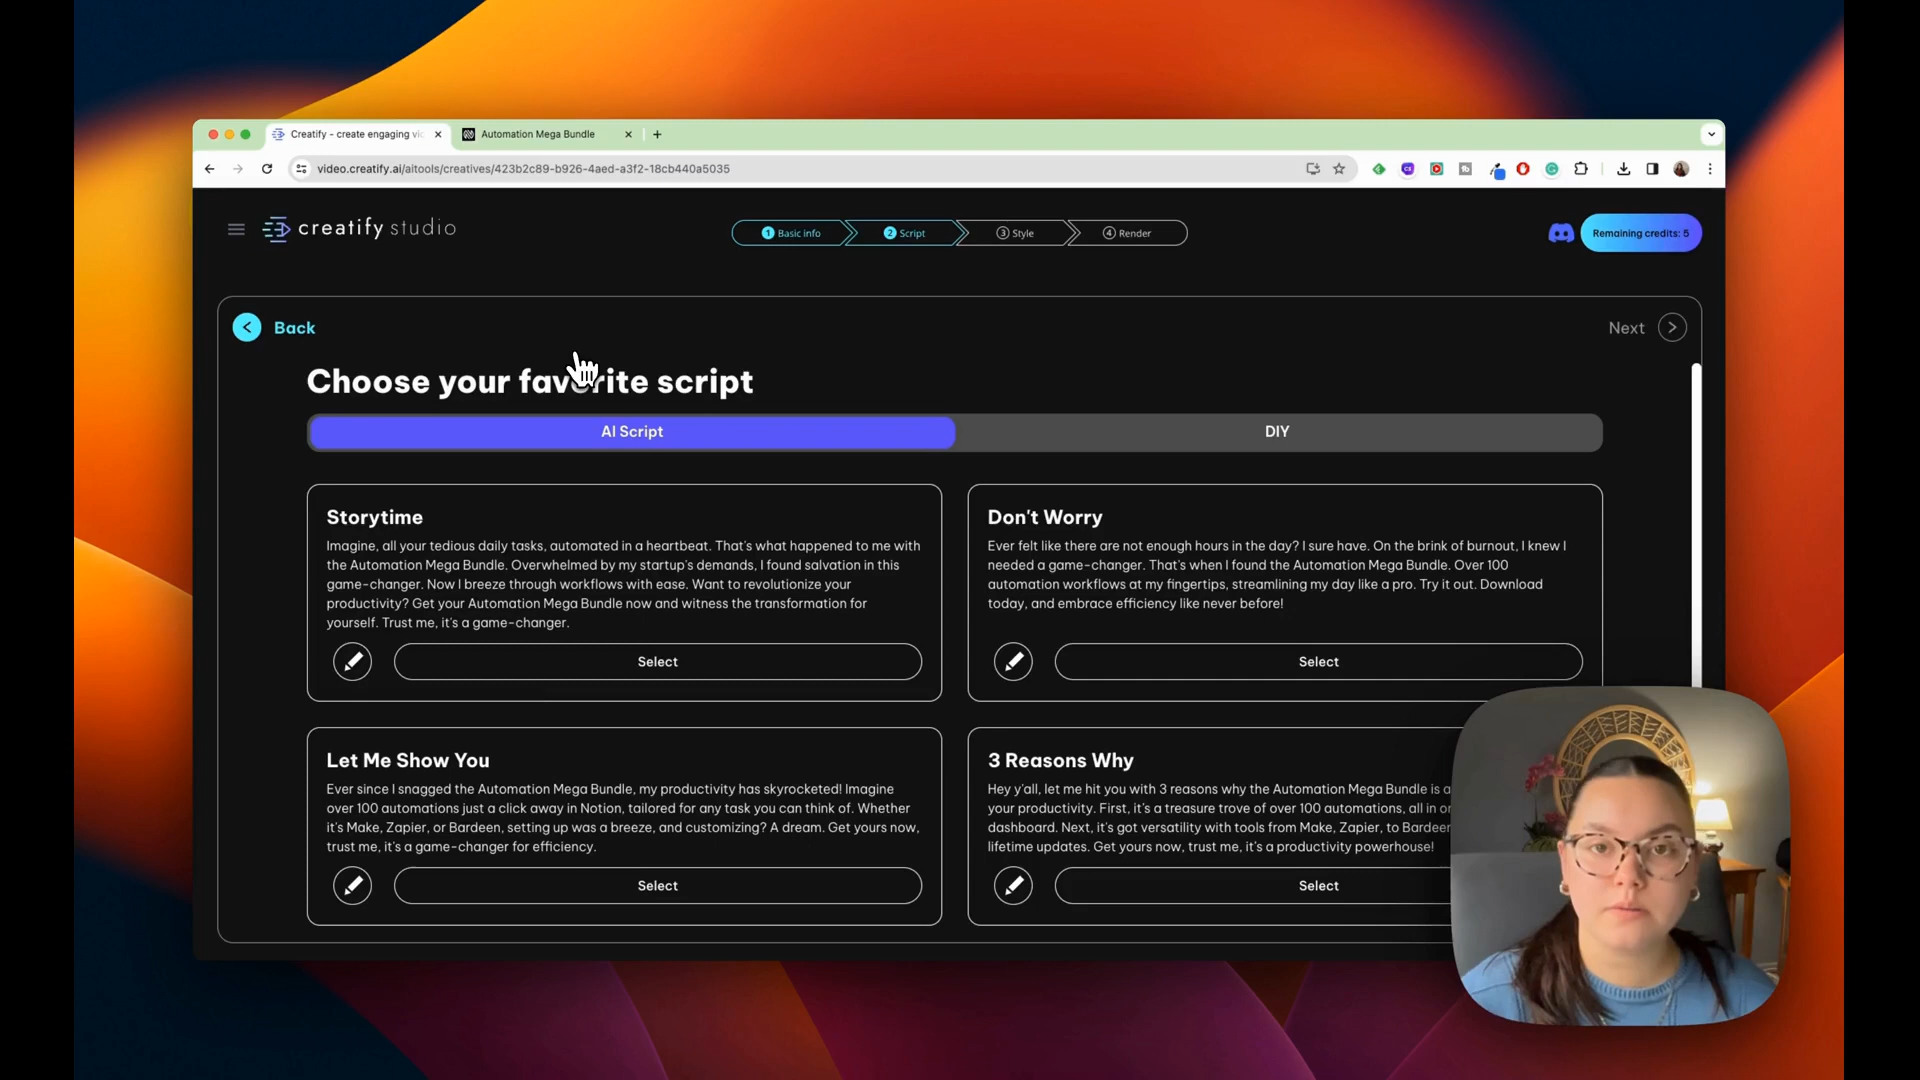 Creatify - create engaging vi
Automation Mega Bundle
video.creatify.ai/aitools/creatives/423b2c89-b926-4aed-a3f2-18cb440a5035
creatify studio
1 Basic info
2 Script
3 Style
4 Render
Remaining credits: 5
Back
Next
Choose your favorite script
AI Script
DIY
Storytime
Imagine, all your tedious daily tasks, automated in a heartbeat. That's what happened to me with
the Automation Mega Bundle. Overwhelmed by my startup's demands, I found salvation in this
game-changer. Now I breeze through workflows with ease. Want to revolutionize your
productivity? Get your Automation Mega Bundle now and witness the transformation for
yourself. Trust me, it's a game-changer.
Select
Don't Worry
Ever felt like there are not enough hours in the day? I sure have. On the brink of burnout, I knew I
needed a game-changer. That's when I found the Automation Mega Bundle. Over 100
automation workflows at my fingertips, streamlining my day like a pro. Try it out. Download
today, and embrace efficiency like never before!
Select
Let Me Show You
Ever since I snagged the Automation Mega Bundle, my productivity has skyrocketed! Imagine
over 100 automations just a click away in Notion, tailored for any task you can think of. Whether
it's Make, Zapier, or Bardeen, setting up was a breeze, and customizing? A dream. Get yours now,
trust me, it's a game-changer for efficiency.
Select
3 Reasons Why
Hey y'all, let me hit you with 3 reasons why the Automation Mega Bundle is a
your productivity. First, it's a treasure trove of over 100 automations, all in
dashboard. Next, it's got versatility with tools from Make, Zapier, to Bardeen
lifetime updates. Get yours now, trust me, it's a productivity powerhouse!
Select